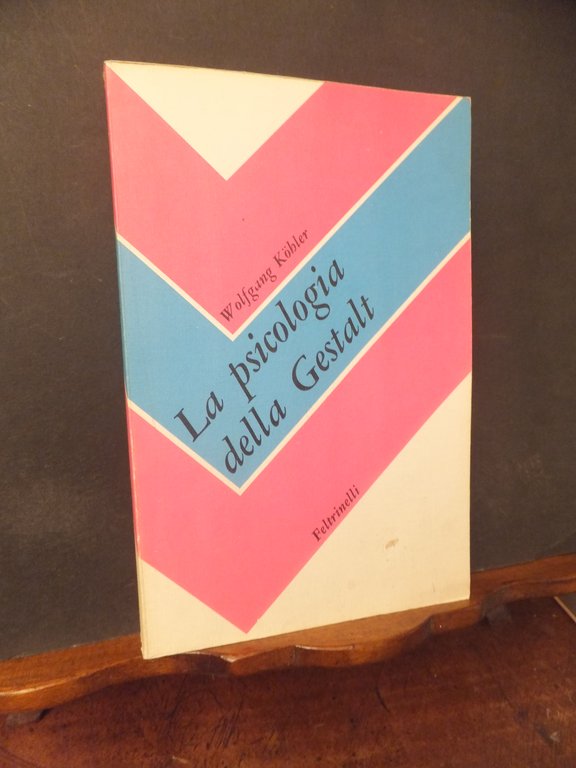 Wolfgang Köhler
La psicologia
della Gestalt
Feltrinelli